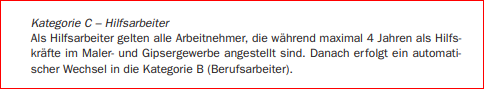 Kategorie C – Hilfsarbeiter
Als Hilfsarbeiter gelten alle Arbeitnehmer, die während maximal 4 Jahren als Hilfs-
kräfte im Maler- und Gipsergewerbe angestellt sind. Danach erfolgt ein automati-
scher Wechsel in die Kategorie B (Berufsarbeiter).